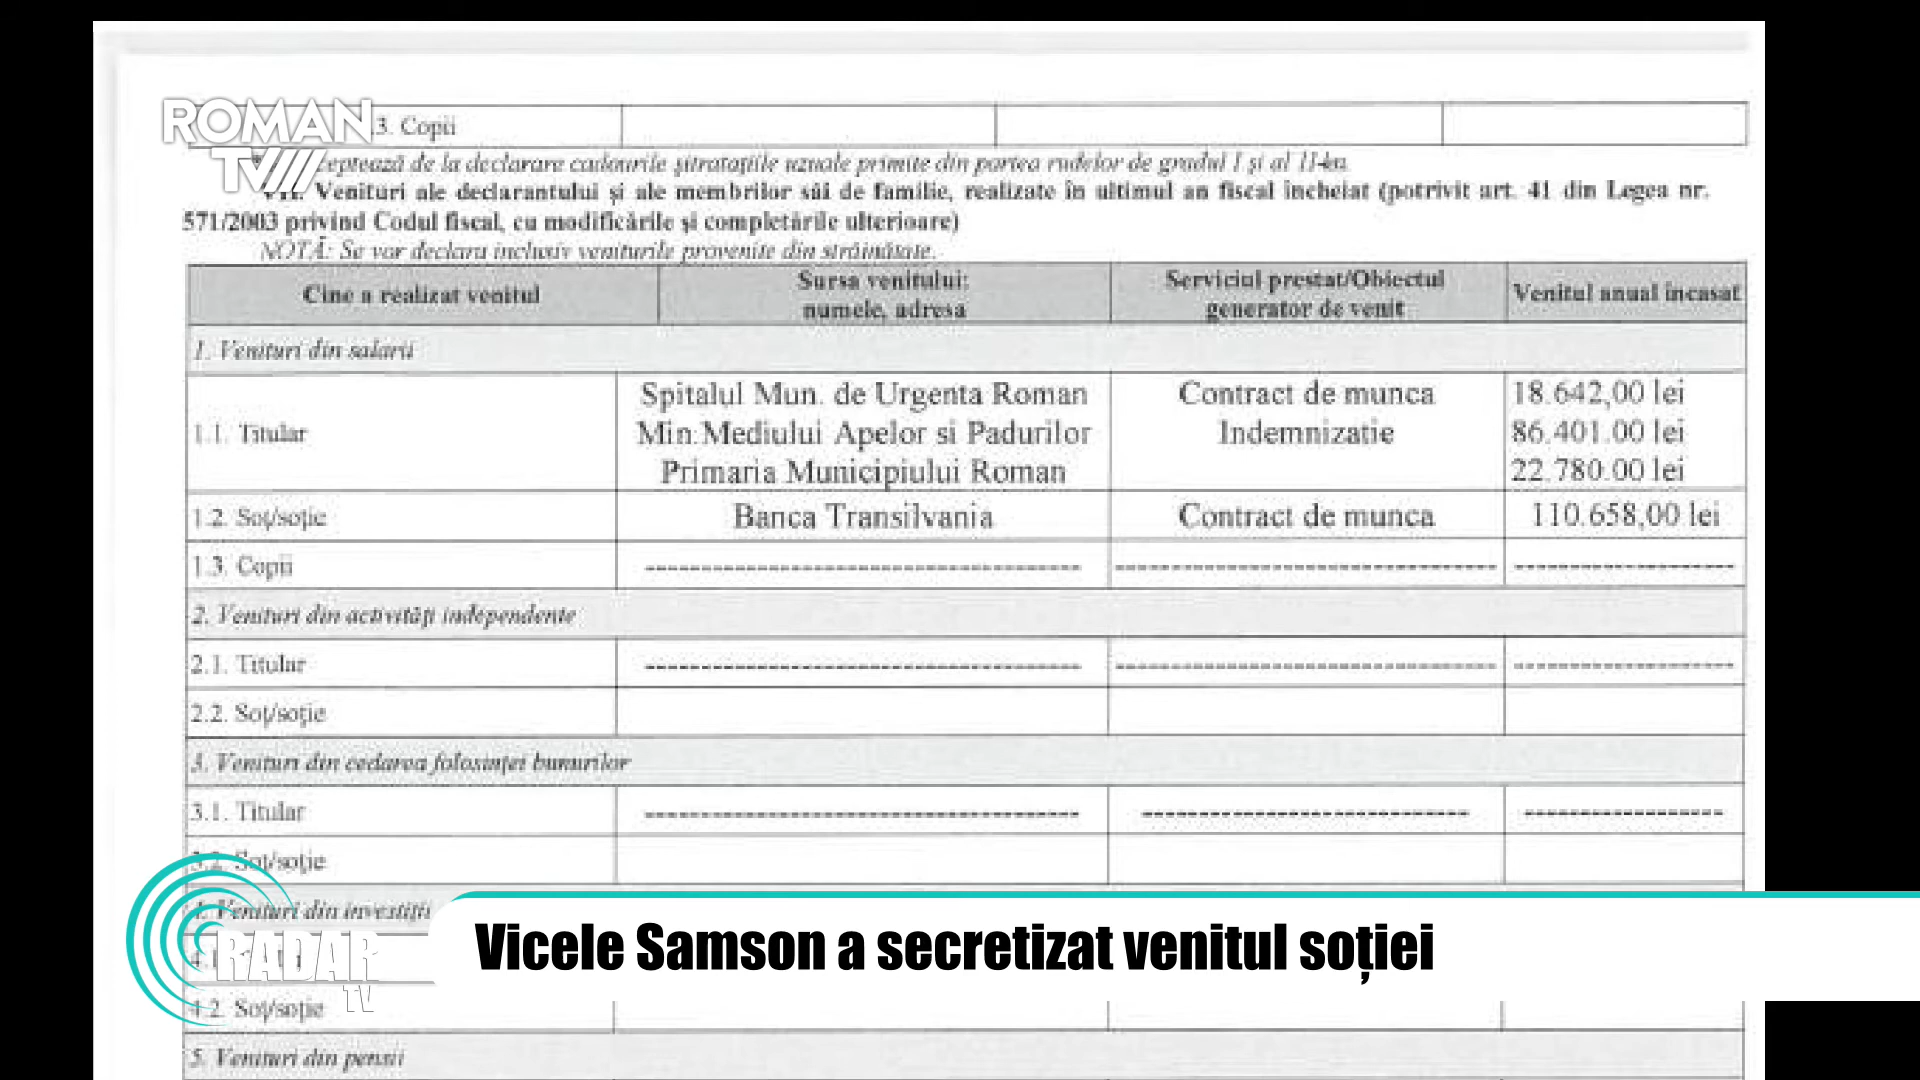 ROMAN
TV
3. Copii
ceptează de la declarare cadourile şi tratațiile uzuale primite din partea rudelor de gradul I şi al II-lea
VII. Venituri ale declarantului şi ale membrilor săi de familie, realizate în ultimul an fiscal încheiat (potrivit art. 41 din Legea nr.
571/2003 privind Codul fiscal, cu modificările şi completările ulterioare)
NOTĂ: Se vor declara inclusiv veniturile provenite din străinătate.
Cine a realizat venitul
Sursa venitului:
numele, adresa
Serviciul prestat/Obiectul
generator de venit
Venitul anual încasat
1. Venituri din salarii
1.1. Titular
Spitalul Mun. de Urgenta Roman
Contract de munca
18.642,00 lei
Min.Mediului Apelor si Padurilor
Indemnizatie
86.401.00 lei
Primaria Municipiului Roman
22.780.00 lei
1.2. Soţ/soţie
Banca Transilvania
Contract de munca
110.658,00 lei
1.3. Copii
2. Venituri din activităţi independente
2.1. Titular
2.2. Soţ/soţie
3. Venituri din cedarea folosinţei bunurilor
3.1. Titular
3.2. Soţ/soţie
4. Venituri din investiţii
RADAR
TV
Vicele Samson a secretizat venitul soției
4.2. Soţ/soţie
5. Venituri din pensii